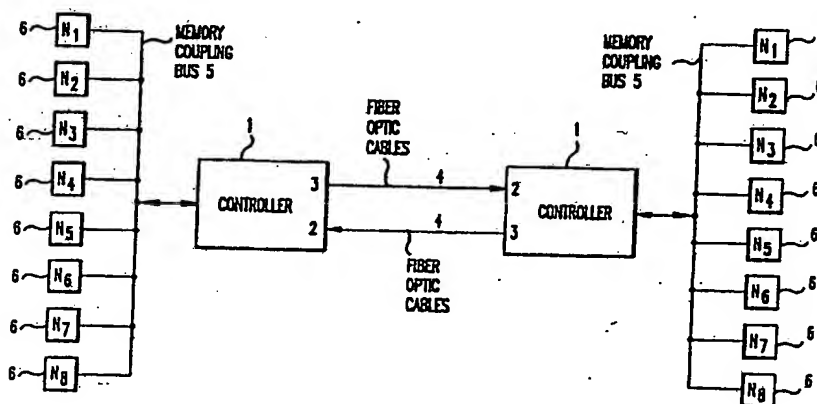 6 N1
MEMORY
COUPLING
BUS 5
6 N2
6 N3
6 N4
6 N5
6 N6
6 N7
6 N8
1
CONTROLLER
3
2
FIBER
OPTIC
CABLES
4
4
FIBER
OPTIC
CABLES
1
2
CONTROLLER
3
MEMORY
COUPLING
BUS 5
N1
N2 6
N3 6
N4 6
N5 6
N6 6
N7 6
N8 6